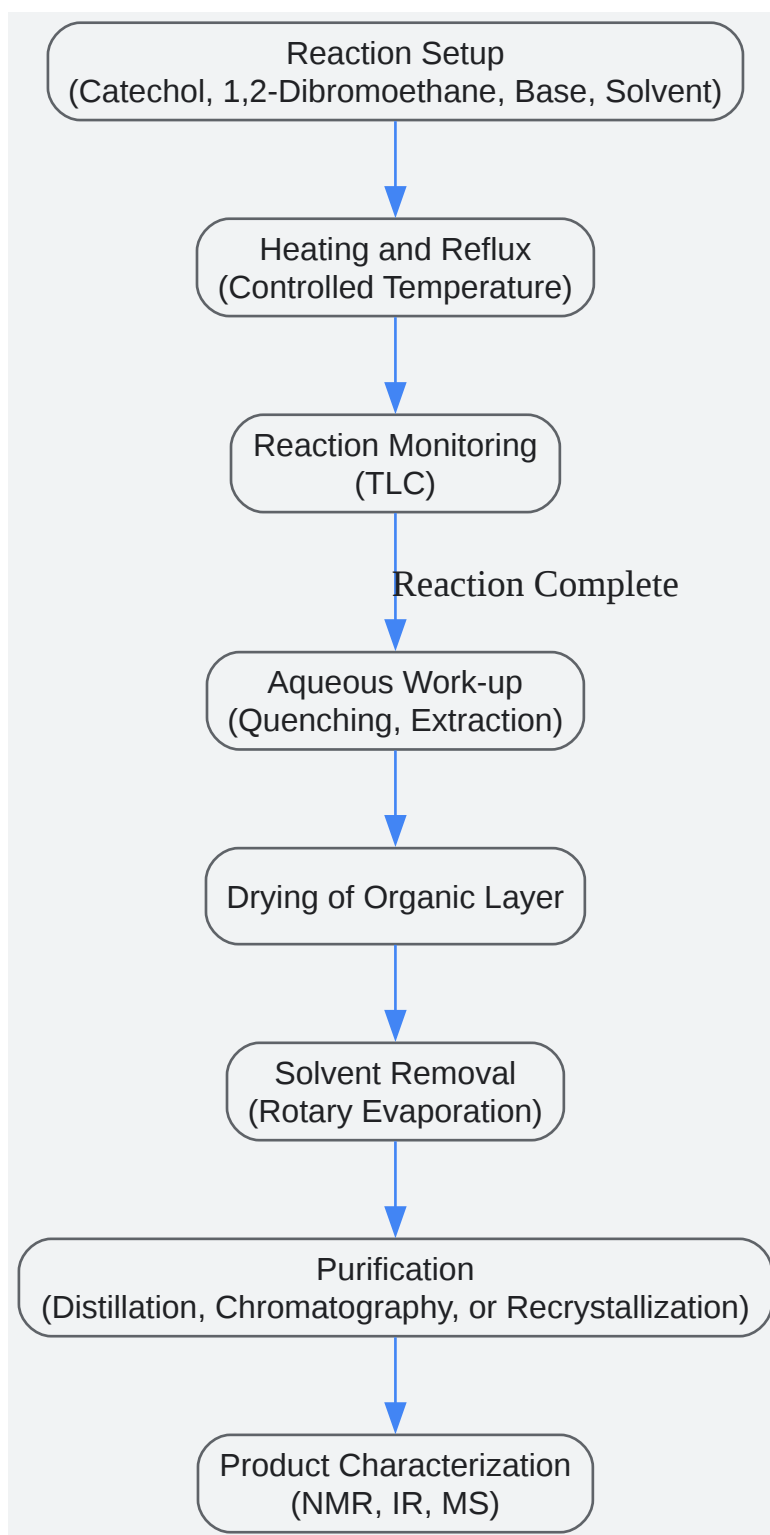 Reaction Setup
(Catechol, 1,2-Dibromoethane, Base, Solvent)
Heating and Reflux
(Controlled Temperature)
Reaction Monitoring
(TLC)
Reaction Complete
Aqueous Work-up
(Quenching, Extraction)
Drying of Organic Layer
Solvent Removal
(Rotary Evaporation)
Purification
(Distillation, Chromatography, or Recrystallization)
Product Characterization
(NMR, IR, MS)